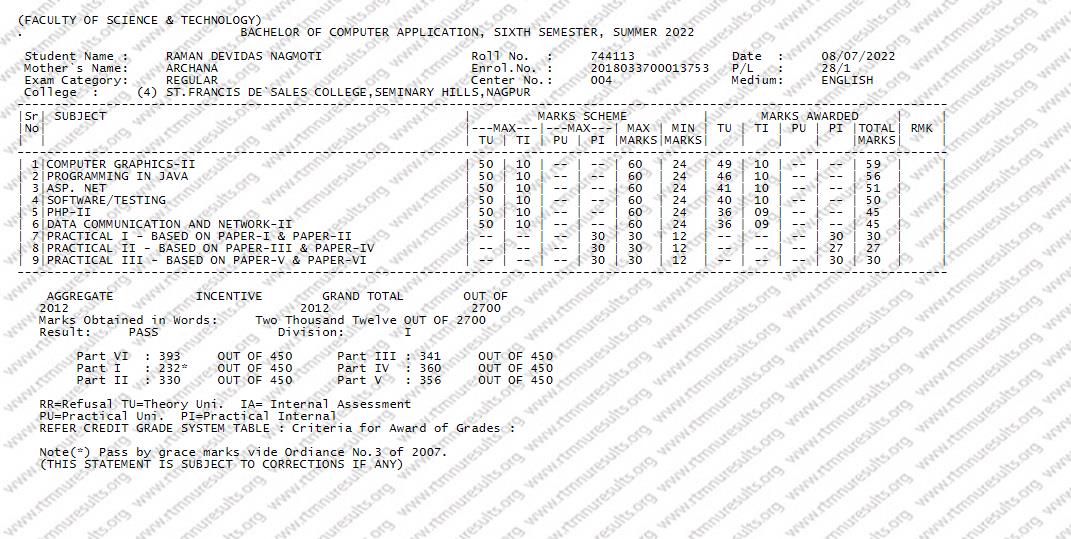 (FACULTY OF SCIENCE & TECHNOLOGY)
. BACHELOR OF COMPUTER APPLICATION, SIXTH SEMESTER, SUMMER 2022
Student Name : RAMAN DEVIDAS NAGMOTI Roll No. : 744113 Date : 08/07/2022
Mother`s Name: ARCHANA Enrol.No. : 2018033700013753 P/L : 28/1
Exam Category: REGULAR Center No.: 004 Medium: ENGLISH
College : (4) ST.FRANCIS DE`SALES COLLEGE,SEMINARY HILLS,NAGPUR
|Sr| SUBJECT | MARKS SCHEME | MARKS AWARDED | |
|No| |---MAX---|---MAX---| MAX | MIN | TU | TI | PU | PI |TOTAL| RMK |
| | | TU | TI | PU | PI |MARKS|MARKS| | | | |MARKS| |
| 1|COMPUTER GRAPHICS-II | 50 | 10 | -- | -- | 60 | 24 | 49 | 10 | -- | -- | 59 | |
| 2|PROGRAMMING IN JAVA | 50 | 10 | -- | -- | 60 | 24 | 46 | 10 | -- | -- | 56 | |
| 3|ASP. NET | 50 | 10 | -- | -- | 60 | 24 | 41 | 10 | -- | -- | 51 | |
| 4|SOFTWARE/TESTING | 50 | 10 | -- | -- | 60 | 24 | 40 | 10 | -- | -- | 50 | |
| 5|PHP-II | 50 | 10 | -- | -- | 60 | 24 | 36 | 09 | -- | -- | 45 | |
| 6|DATA COMMUNICATION AND NETWORK-II | 50 | 10 | -- | -- | 60 | 24 | 36 | 09 | -- | -- | 45 | |
| 7|PRACTICAL I - BASED ON PAPER-I & PAPER-II | -- | -- | -- | 30 | 30 | 12 | -- | -- | -- | 30 | 30 | |
| 8|PRACTICAL II - BASED ON PAPER-III & PAPER-IV | -- | -- | -- | 30 | 30 | 12 | -- | -- | -- | 27 | 27 | |
| 9|PRACTICAL III - BASED ON PAPER-V & PAPER-VI | -- | -- | -- | 30 | 30 | 12 | -- | -- | -- | 30 | 30 | |
AGGREGATE INCENTIVE GRAND TOTAL OUT OF
2012 2012 2700
Marks Obtained in Words: Two Thousand Twelve OUT OF 2700
Result: PASS Division: I
Part VI : 393 OUT OF 450 Part III : 341 OUT OF 450
Part I : 232* OUT OF 450 Part IV : 360 OUT OF 450
Part II : 330 OUT OF 450 Part V : 356 OUT OF 450
RR=Refusal TU=Theory Uni. IA= Internal Assessment
PU=Practical Uni. PI=Practical Internal
REFER CREDIT GRADE SYSTEM TABLE : Criteria for Award of Grades :
Note(*) Pass by grace marks vide Ordiance No.3 of 2007.
(THIS STATEMENT IS SUBJECT TO CORRECTIONS IF ANY)
www.rtmnuresults.org